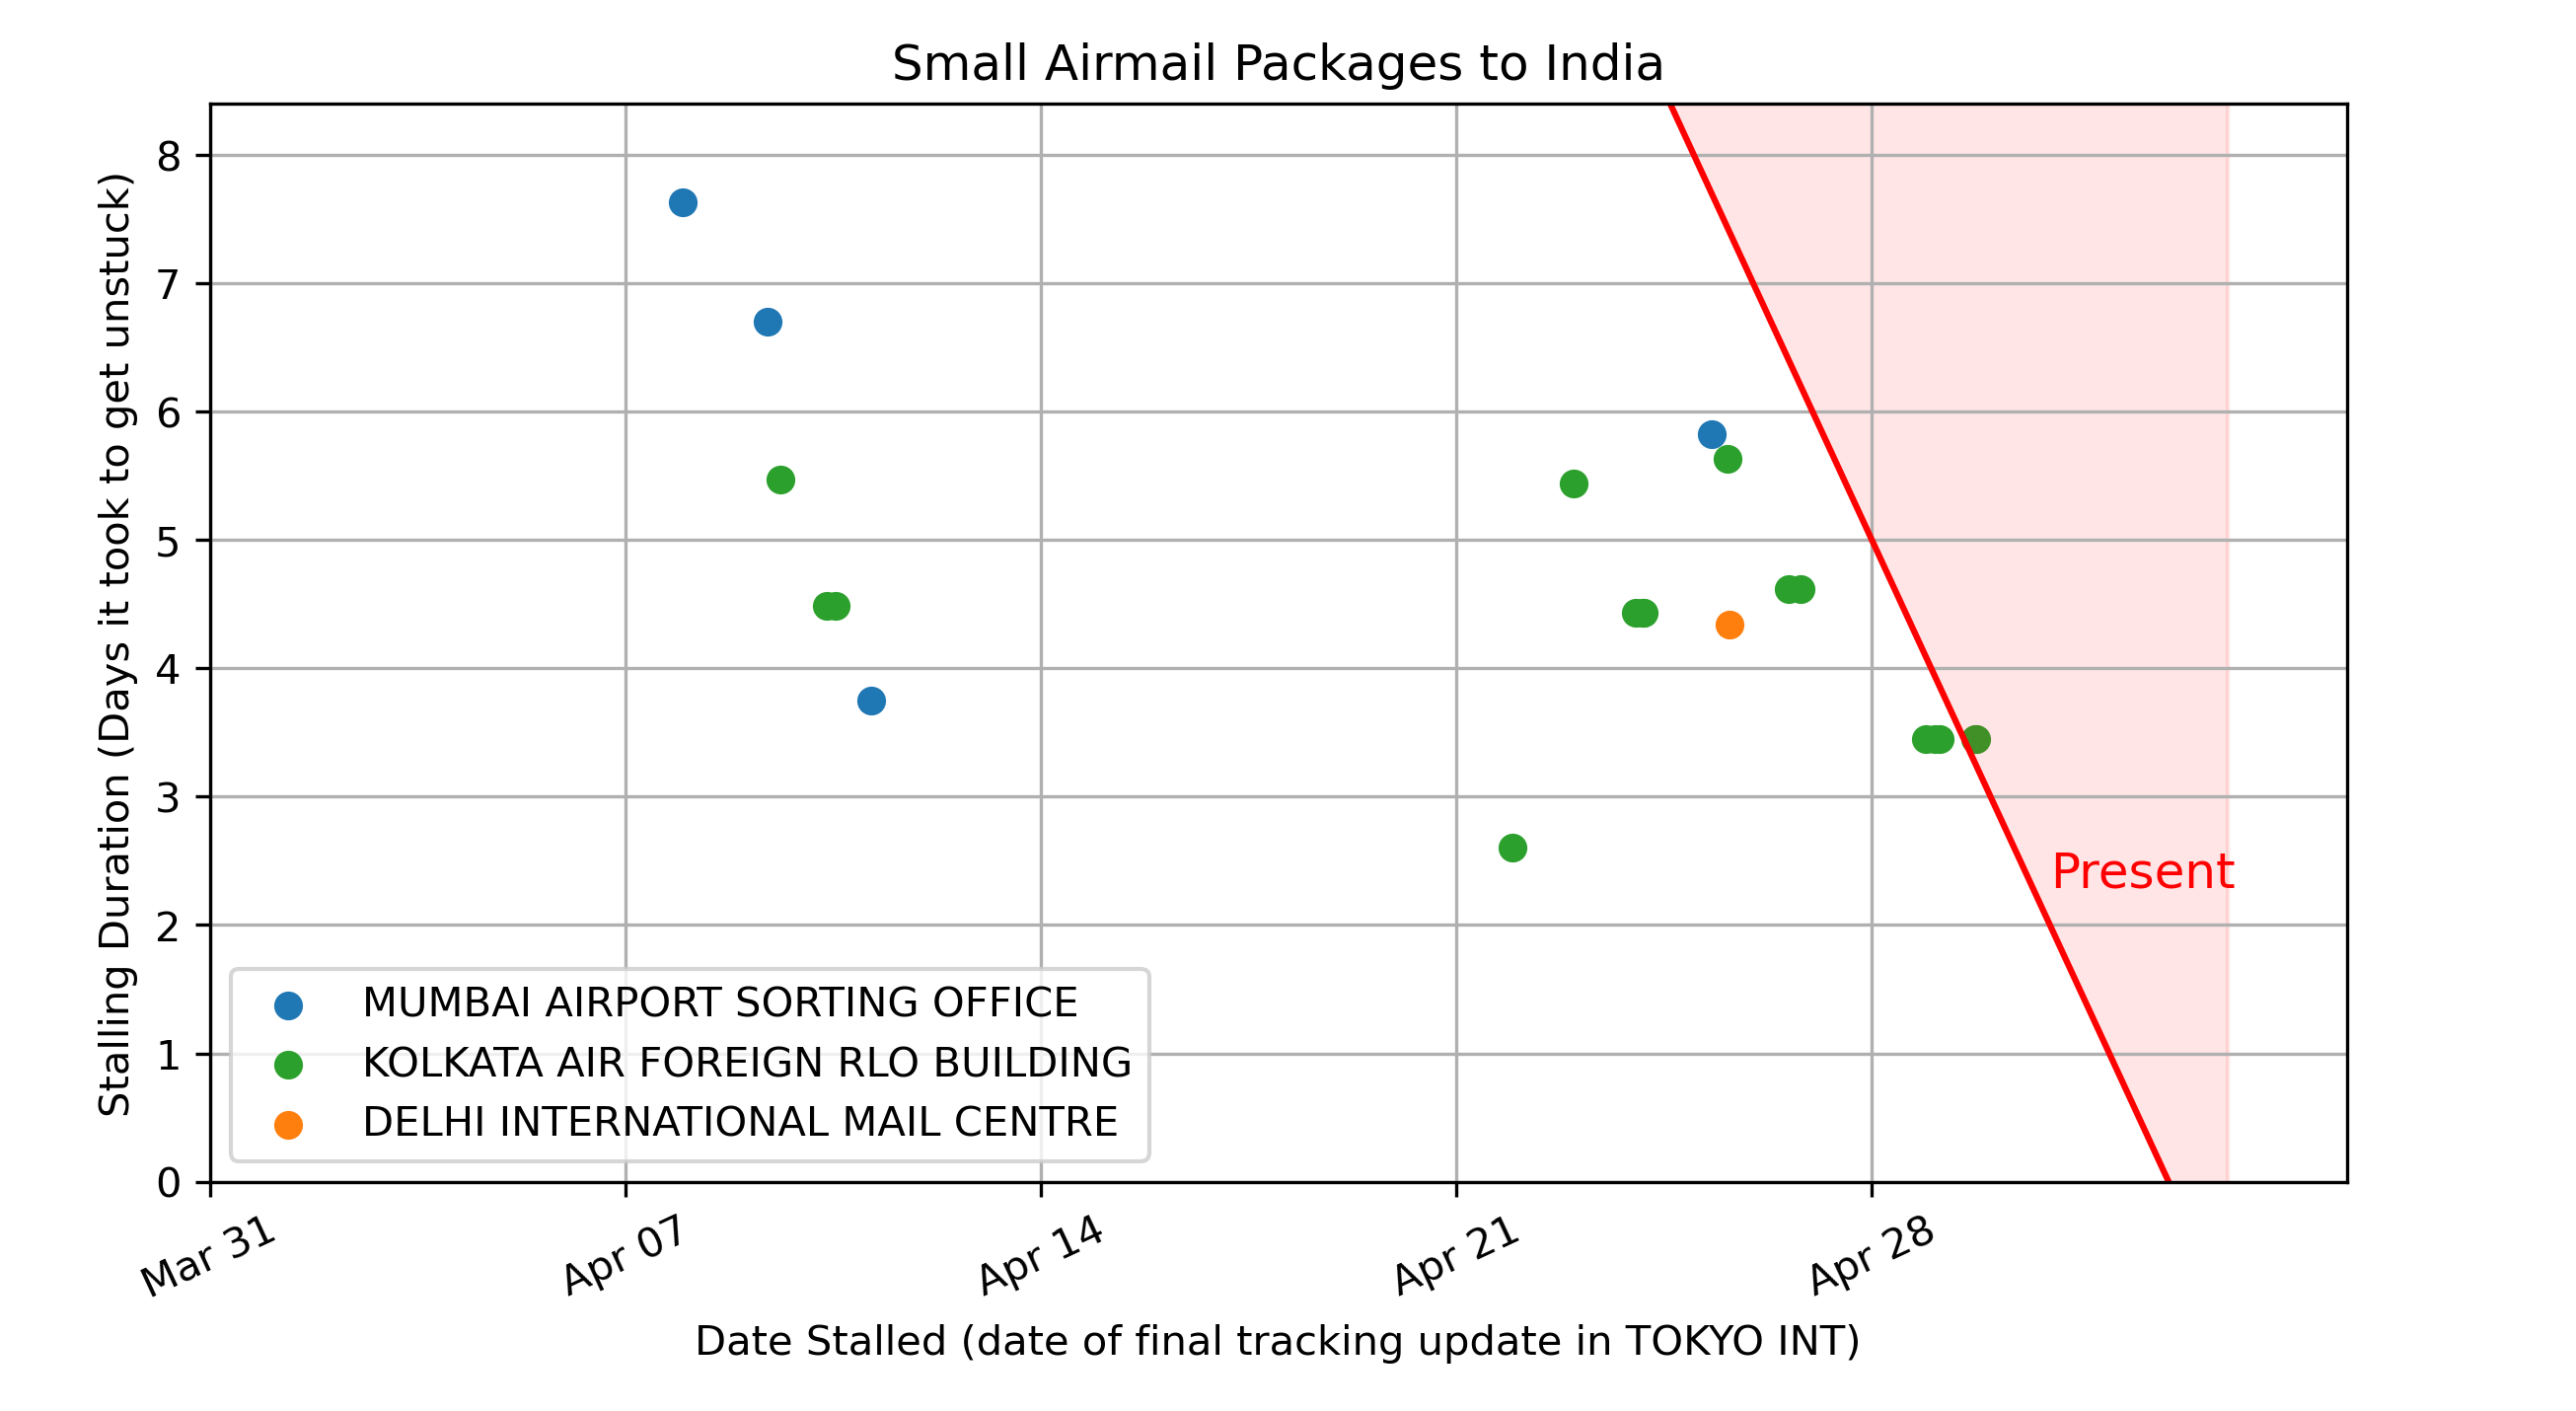 Small Airmail Packages to India
Stalling Duration (Days it took to get unstuck)
8
7
6
5
4
3
2
1
0
Present
MUMBAI AIRPORT SORTING OFFICE
KOLKATA AIR FOREIGN RLO BUILDING
DELHI INTERNATIONAL MAIL CENTRE
Mar 31
Apr 07
Apr 14
Apr 21
Apr 28
Date Stalled (date of final tracking update in TOKYO INT)